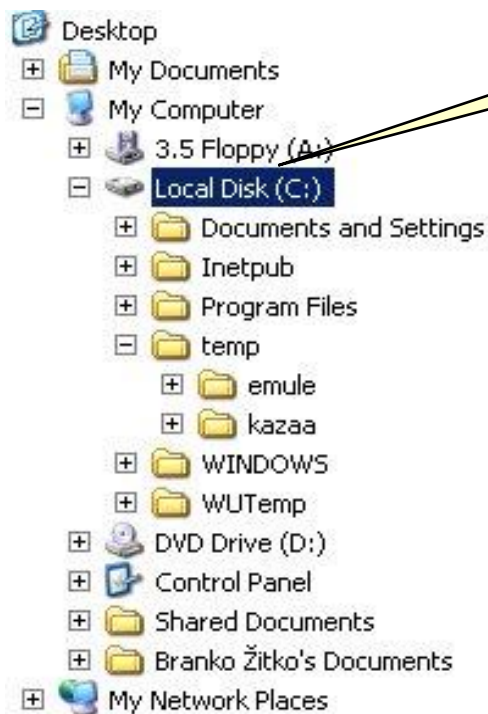 Desktop
My Documents
My Computer
3.5 Floppy (A:)
Local Disk (C:)
Documents and Settings
Inetpub
Program Files
temp
emule
kazaa
WINDOWS
WUTemp
DVD Drive (D:)
Control Panel
Shared Documents
Branko Žitko's Documents
My Network Places